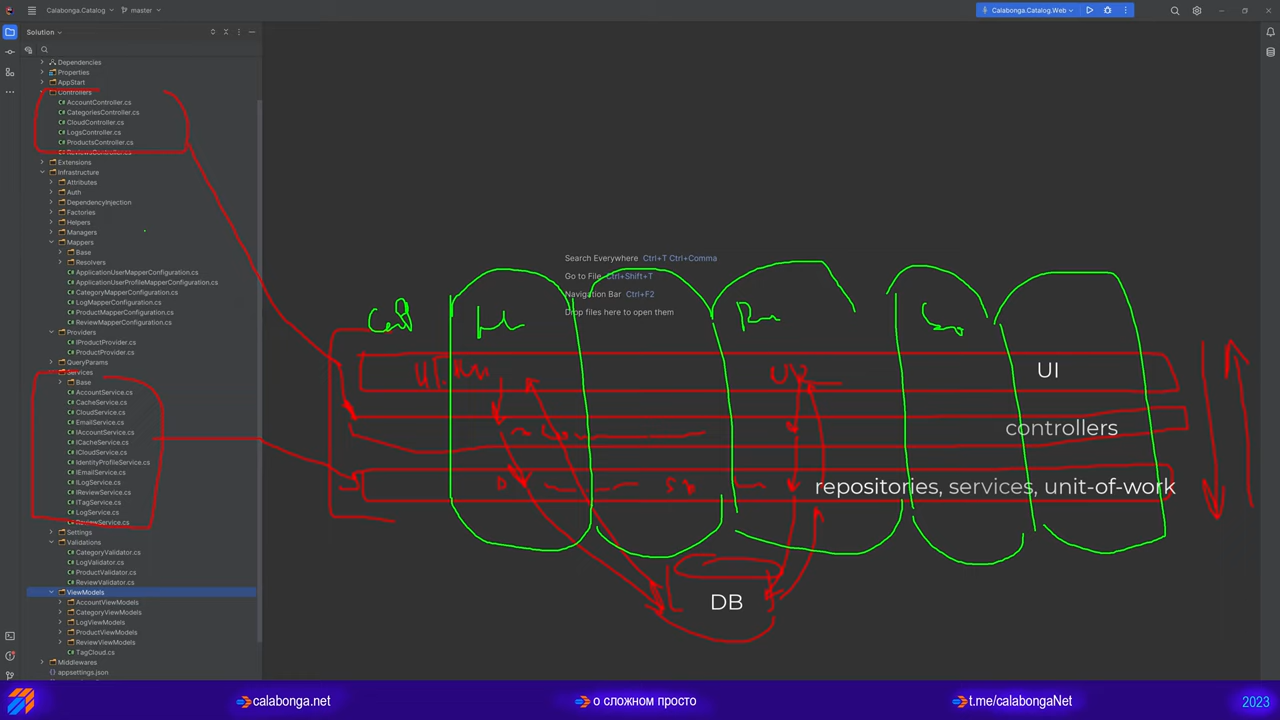 Calabonga.Catalog
master
Calabonga.Catalog.Web
Solution
Dependencies
Properties
AppStart
Controllers
AccountController.cs
CategoriesController.cs
CloudController.cs
LogsController.cs
ProductsController.cs
ReviewsController.cs
Extensions
Infrastructure
Attributes
Auth
DependencyInjection
Factories
Helpers
Managers
Mappers
Base
Resolvers
ApplicationUserMapperConfiguration.cs
ApplicationUserProfileMapperConfiguration.cs
CategoryMapperConfiguration.cs
LogMapperConfiguration.cs
ProductMapperConfiguration.cs
ReviewMapperConfiguration.cs
Providers
IProductProvider.cs
ProductProvider.cs
QueryParams
Services
Base
AccountService.cs
CacheService.cs
CloudService.cs
EmailService.cs
IAccountService.cs
ICacheService.cs
ICloudService.cs
IdentityProfileService.cs
IEmailService.cs
ILogService.cs
IReviewService.cs
ITagService.cs
LogService.cs
ReviewService.cs
Settings
Validations
CategoryValidator.cs
LogValidator.cs
ProductValidator.cs
ReviewValidator.cs
ViewModels
AccountViewModels
CategoryViewModels
LogViewModels
ProductViewModels
ReviewViewModels
TagCloud.cs
Middlewares
appsettings.json
Search Everywhere Ctrl+T Ctrl+Comma
Go to File Ctrl+Shift+T
Navigation Bar Ctrl+F2
Drop files here to open them
UI
controllers
repositories, services, unit-of-work
DB
calabonga.net
о сложном просто
t.me/calabongaNet
2023